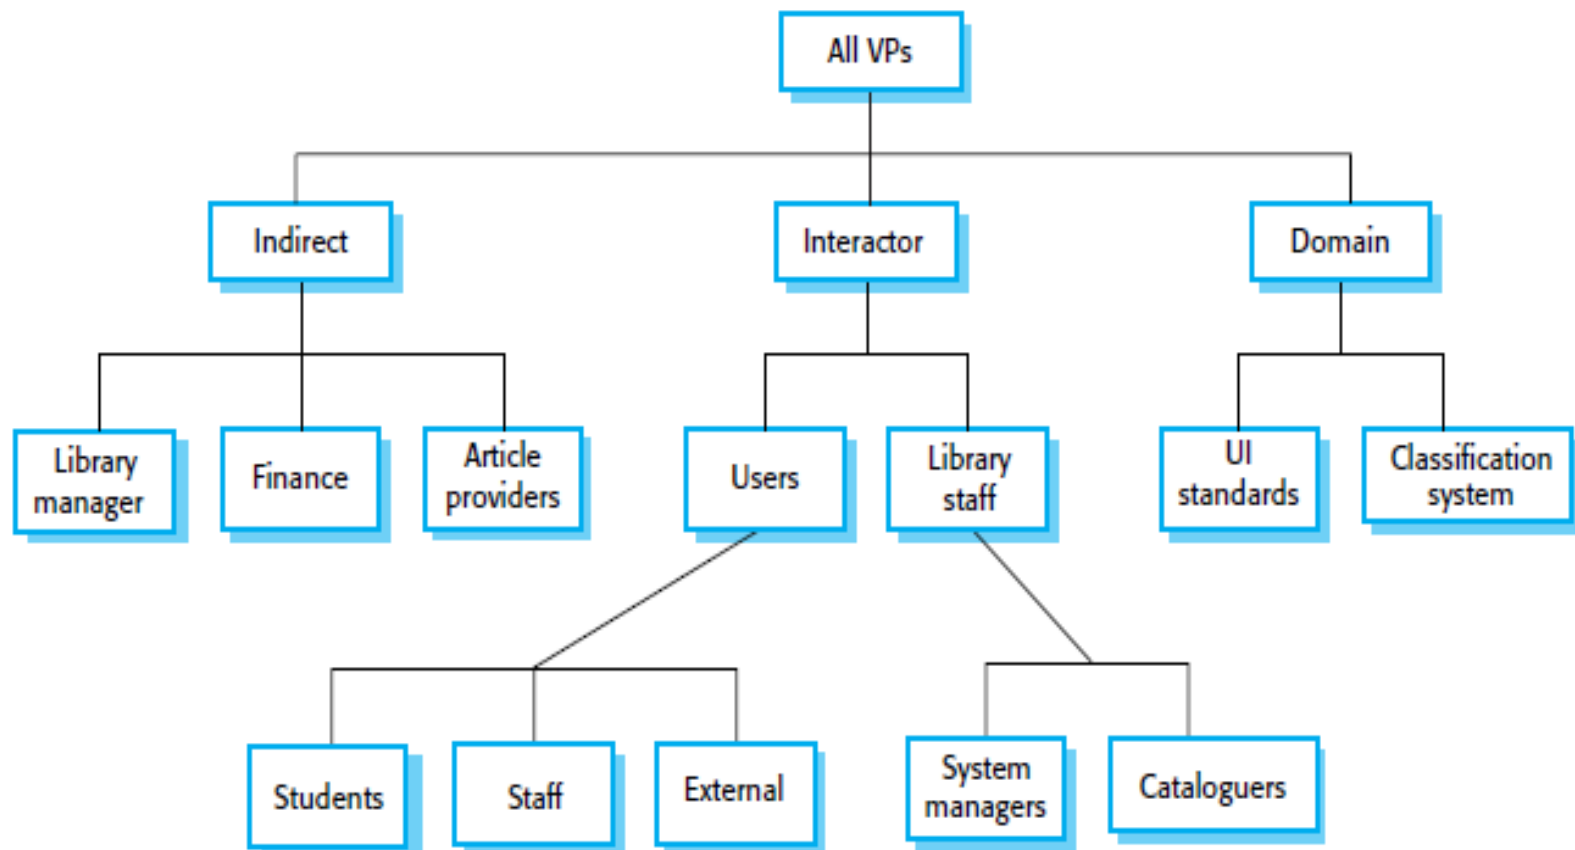 All VPs
Indirect
Interactor
Domain
Library
manager
Finance
Article
providers
Users
Library
staff
UI
standards
Classification
system
Students
Staff
External
System
managers
Cataloguers